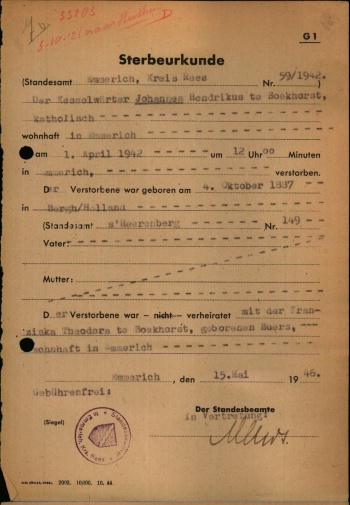 G 1
Sterbeurkunde
(Standesamt Emmerich, Kreis Rees Nr. 59/1942.
Der Kesselwärter Johannes Hendrikus te Boekhorst,
katholisch
wohnhaft in Emmerich
am 1. April 1942 um 12 Uhr 00 Minuten
in Emmerich, verstorben.
Der Verstorbene war geboren am 4. Oktober 1887
in Bergh/Holland
(Standesamt s'Heerenberg Nr. 149
Vater:
Mutter:
Der Verstorbene war — nicht — verheiratet mit der Fran-
ziska Theodora te Boekhorst, geborenen Buers,
wohnhaft in Emmerich
Emmerich, den 15. Mai 1946.
Gebührenfrei:
Der Standesbeamte
(Siegel) in Vertretung: